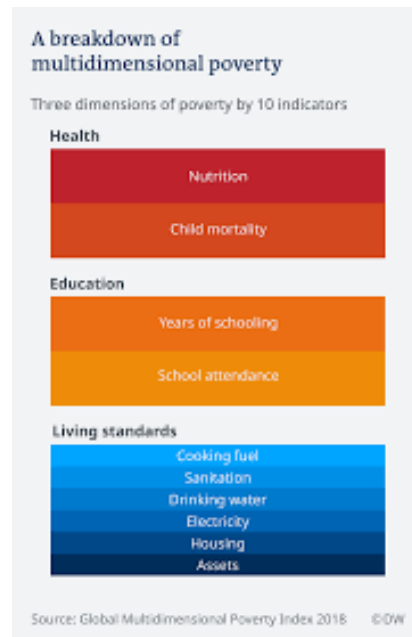 A breakdown of
multidimensional poverty
Three dimensions of poverty by 10 indicators
Health
Nutrition
Child mortality
Education
Years of schooling
School attendance
Living standards
Cooking fuel
Sanitation
Drinking water
Electricity
Housing
Assets
Source: Global Multidimensional Poverty Index 2018 ©DW